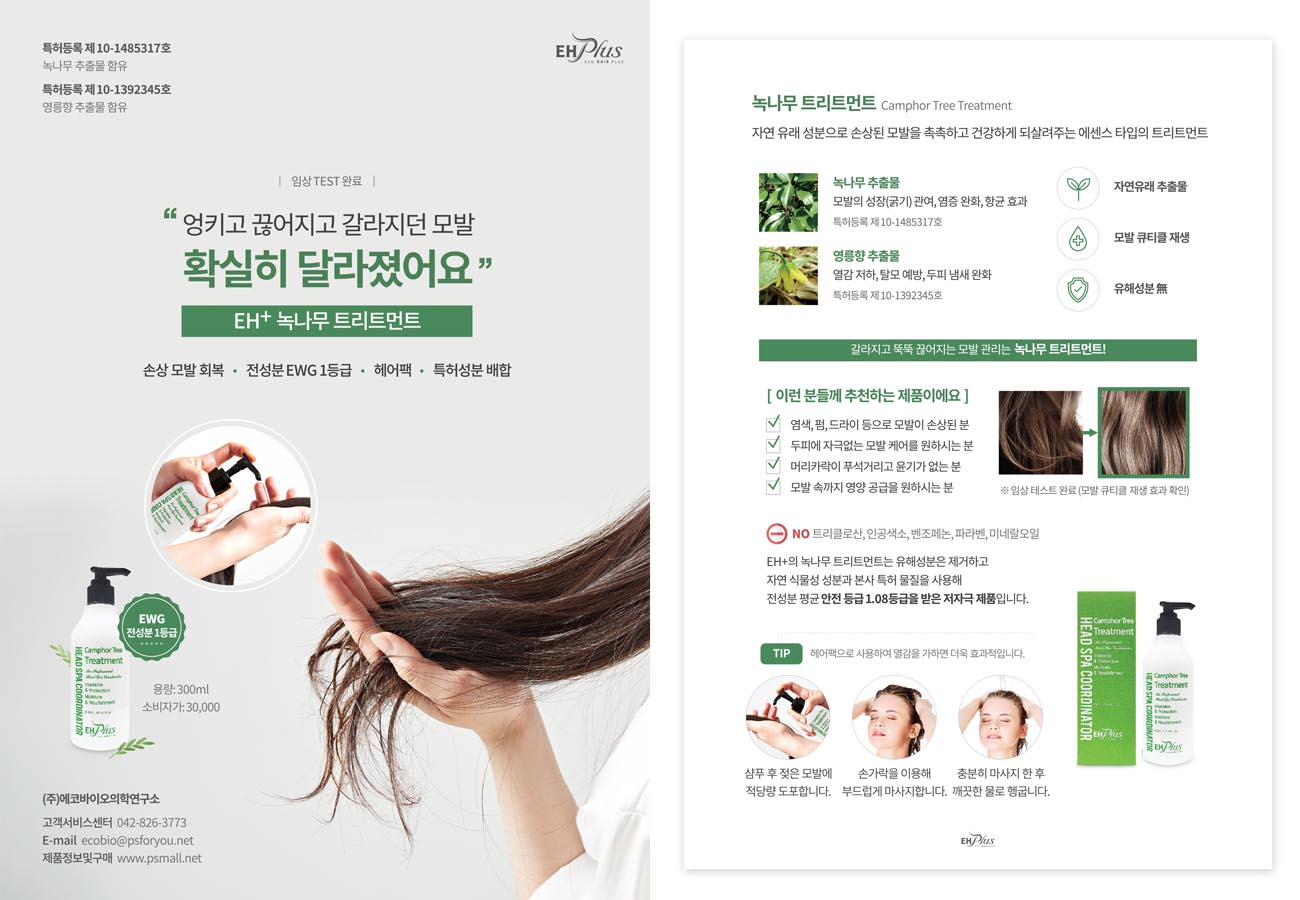 특허등록 제 10-1485317호
녹나무 추출물 함유
특허등록 제 10-1392345호
영릉향 추출물 함유
EH Plus
ECO HAIR PLUS
| 임상 TEST 완료 |
“ 엉키고 끊어지고 갈라지던 모발
확실히 달라졌어요 ”
EH+ 녹나무 트리트먼트
손상 모발 회복 • 전성분 EWG 1등급 • 헤어팩 • 특허성분 배합
Camphor Tree
Treatment
HEAD SPA COOR
EWG
전성분 1등급
Camphor Tree
Treatment
Intensive
& Protection
Moisture
& Nourishment
HEAD SPA COORDINATOR
EH Plus
용량: 300ml
소비자가: 30,000
(주)에코바이오의학연구소
고객서비스센터 042-826-3773
E-mail ecobio@psforyou.net
제품정보및구매 www.psmall.net
녹나무 트리트먼트 Camphor Tree Treatment
자연 유래 성분으로 손상된 모발을 촉촉하고 건강하게 되살려주는 에센스 타입의 트리트먼트
녹나무 추출물
모발의 성장(굵기) 관여, 염증 완화, 항균 효과
특허등록 제 10-1485317호
영릉향 추출물
열감 저하, 탈모 예방, 두피 냄새 완화
특허등록 제 10-1392345호
자연유래 추출물
모발 큐티클 재생
유해성분 無
갈라지고 뚝뚝 끊어지는 모발 관리는 녹나무 트리트먼트!
[ 이런 분들께 추천하는 제품이에요 ]
염색, 펌, 드라이 등으로 모발이 손상된 분
두피에 자극없는 모발 케어를 원하시는 분
머리카락이 푸석거리고 윤기가 없는 분
모발 속까지 영양 공급을 원하시는 분
※ 임상 테스트 완료 (모발 큐티클 재생 효과 확인)
NO 트리클로산, 인공색소, 벤조페논, 파라벤, 미네랄오일
EH+의 녹나무 트리트먼트는 유해성분은 제거하고
자연 식물성 성분과 본사 특허 물질을 사용해
전성분 평균 안전 등급 1.08등급을 받은 저자극 제품입니다.
TIP 헤어팩으로 사용하여 열감을 가하면 더욱 효과적입니다.
샴푸 후 젖은 모발에
적당량 도포합니다.
손가락을 이용해
부드럽게 마사지합니다.
충분히 마사지 한 후
깨끗한 물로 헹굽니다.
Camphor Tree
Treatment
Intensive
& Protection
Moisture
& Nourishment
HEAD SPA COORDINATOR
EH Plus
Camphor Tree
Treatment
Intensive
& Protection
Moisture
& Nourishment
HEAD SPA COORDINATOR
EH Plus
EH Plus